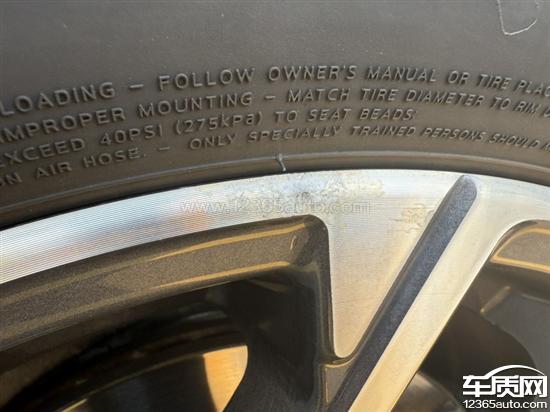 LOADING - FOLLOW OWNER'S MANUAL OR TIRE PLAC
IMPROPER MOUNTING - MATCH TIRE DIAMETER TO RIM
EXCEED 40PSI (275kPa) TO SEAT BEADS
ON AIR HOSE. - ONLY SPECIALLY TRAINED PERSONS SHOULD
www.12365auto.com
车质网
12365auto.com